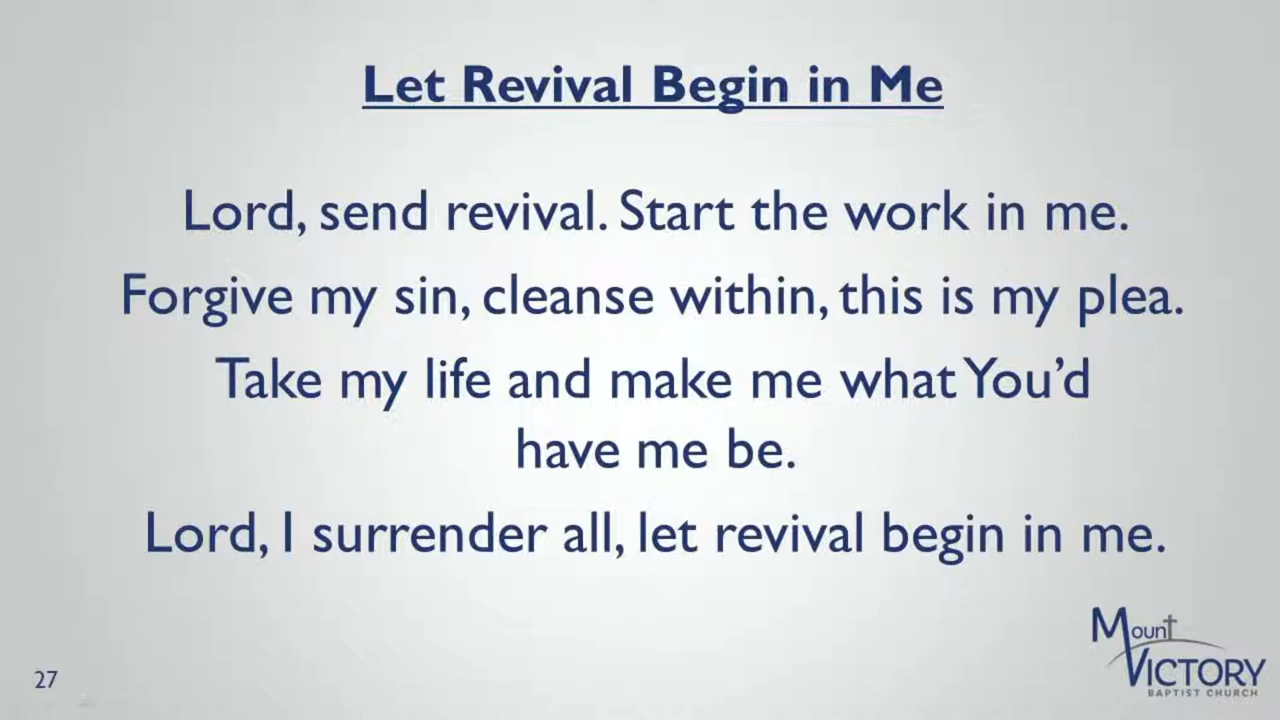 Let Revival Begin in Me
Lord, send revival. Start the work in me.
Forgive my sin, cleanse within, this is my plea.
Take my life and make me what You’d
have me be.
Lord, I surrender all, let revival begin in me.
27
Mount
VICTORY
BAPTIST CHURCH